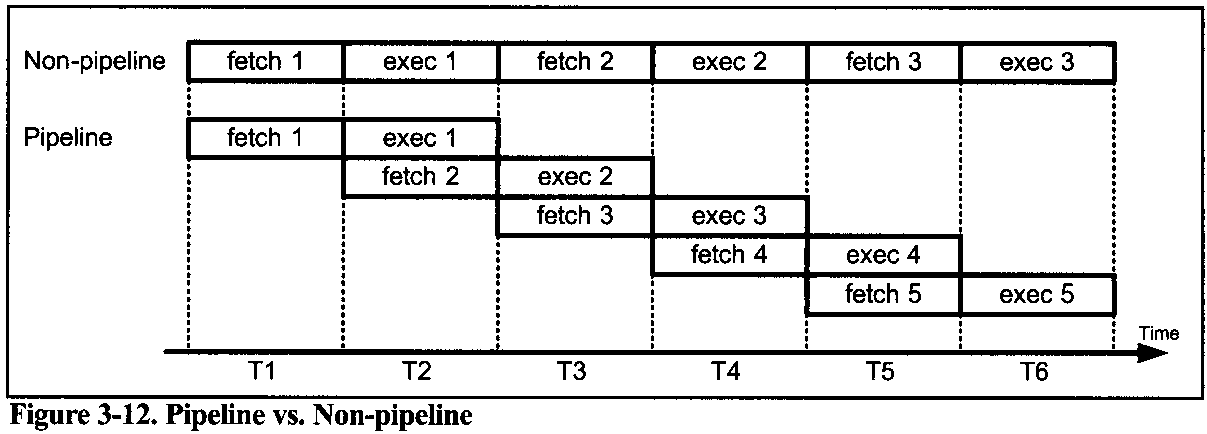 Non-pipeline fetch 1 exec 1 fetch 2 exec 2 fetch 3 exec 3
Pipeline fetch 1 exec 1
fetch 2 exec 2
fetch 3 exec 3
fetch 4 exec 4
fetch 5 exec 5
Time
T1 T2 T3 T4 T5 T6
Figure 3-12. Pipeline vs. Non-pipeline